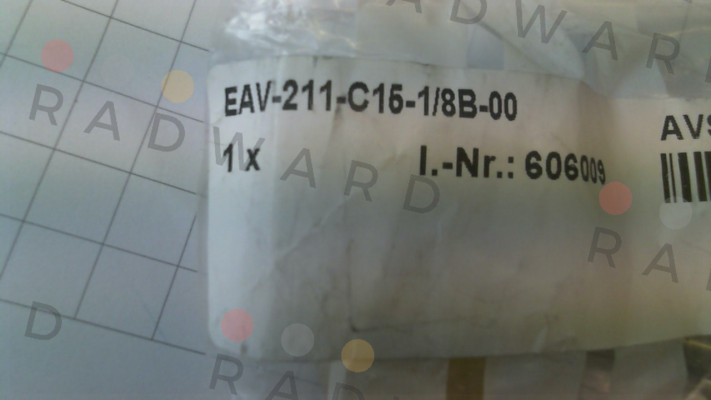 EAV-211-C15-1/8B-00
1 x I.-Nr.: 606009
AVS
RADWARD
RADWARD
RADWARD